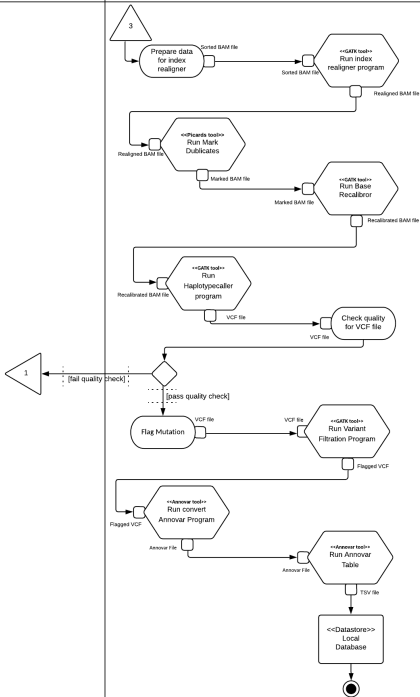 3
Prepare data
for index
realigner
Sorted BAM file
Sorted BAM file
<<GATK tool>>
Run index
realigner program
Realigned BAM file
<<Picards tool>>
Run Mark
Dublicates
Realigned BAM file
Marked BAM file
<<GATK tool>>
Run Base
Recalibror
Marked BAM file
Recalibrated BAM file
<<GATK tool>>
Run
Haplotypecaller
program
Recalibrated BAM file
VCF file
Check quality
for VCF file
VCF file
1
[fail quality check]
[pass quality check]
Flag Mutation
VCF file
VCF file
<<GATK tool>>
Run Variant
Filtration Program
Flagged VCF
<<Annovar tool>>
Run convert
Annovar Program
Flagged VCF
Annovar File
<<Annovar tool>>
Run Annovar
Table
Annovar File
TSV file
<<Datastore>>
Local
Database